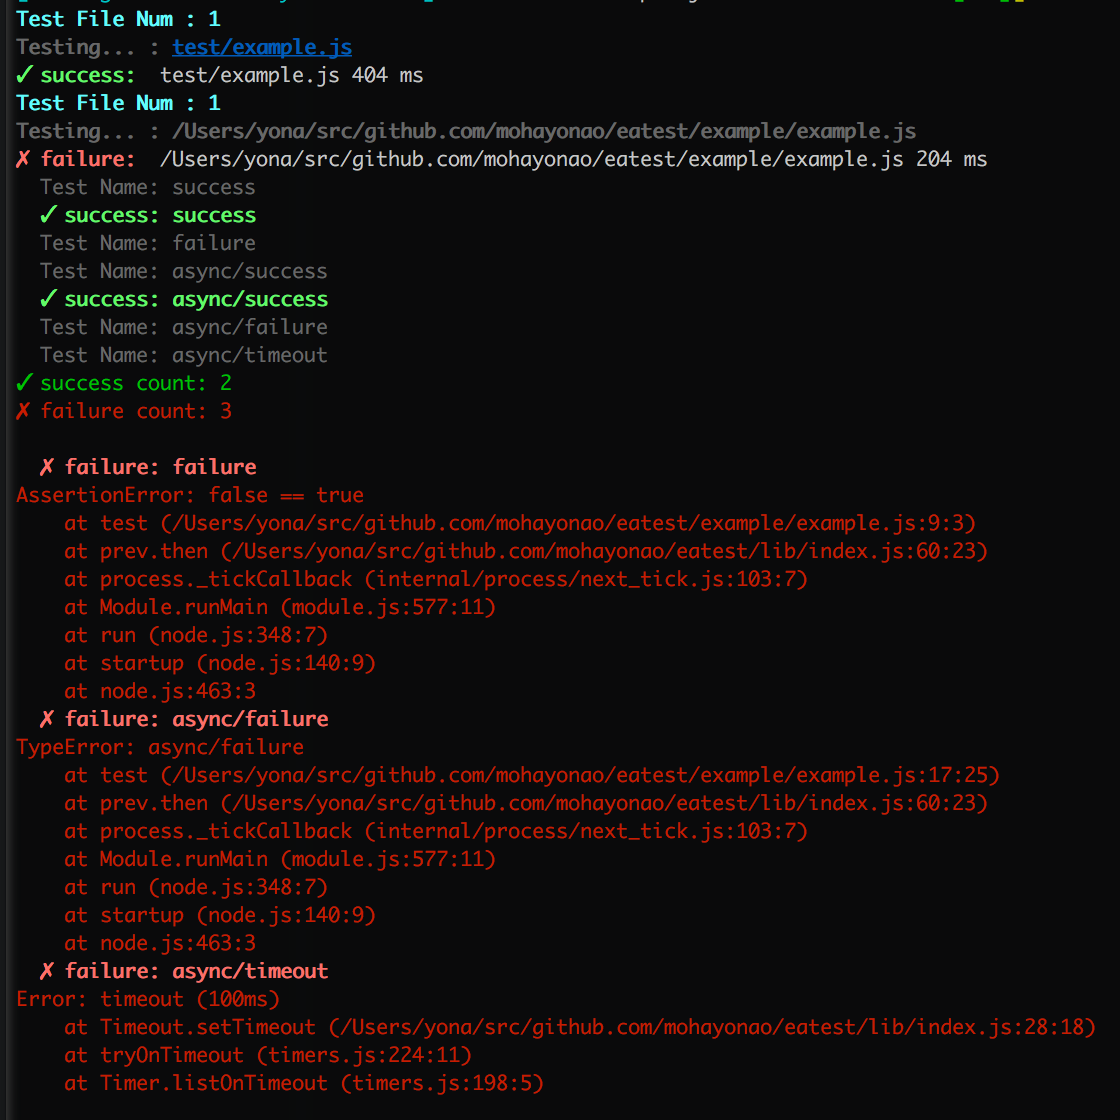 Test File Num : 1
Testing... : test/example.js
✓ success:  test/example.js 404 ms
Test File Num : 1
Testing... : /Users/yona/src/github.com/mohayonao/eatest/example/example.js
✗ failure:  /Users/yona/src/github.com/mohayonao/eatest/example/example.js 204 ms
  Test Name: success
  ✓ success: success
  Test Name: failure
  Test Name: async/success
  ✓ success: async/success
  Test Name: async/failure
  Test Name: async/timeout
✓ success count: 2
✗ failure count: 3
  ✗ failure: failure
AssertionError: false == true
    at test (/Users/yona/src/github.com/mohayonao/eatest/example/example.js:9:3)
    at prev.then (/Users/yona/src/github.com/mohayonao/eatest/lib/index.js:60:23)
    at process._tickCallback (internal/process/next_tick.js:103:7)
    at Module.runMain (module.js:577:11)
    at run (node.js:348:7)
    at startup (node.js:140:9)
    at node.js:463:3
  ✗ failure: async/failure
TypeError: async/failure
    at test (/Users/yona/src/github.com/mohayonao/eatest/example/example.js:17:25)
    at prev.then (/Users/yona/src/github.com/mohayonao/eatest/lib/index.js:60:23)
    at process._tickCallback (internal/process/next_tick.js:103:7)
    at Module.runMain (module.js:577:11)
    at run (node.js:348:7)
    at startup (node.js:140:9)
    at node.js:463:3
  ✗ failure: async/timeout
Error: timeout (100ms)
    at Timeout.setTimeout (/Users/yona/src/github.com/mohayonao/eatest/lib/index.js:28:18)
    at tryOnTimeout (timers.js:224:11)
    at Timer.listOnTimeout (timers.js:198:5)